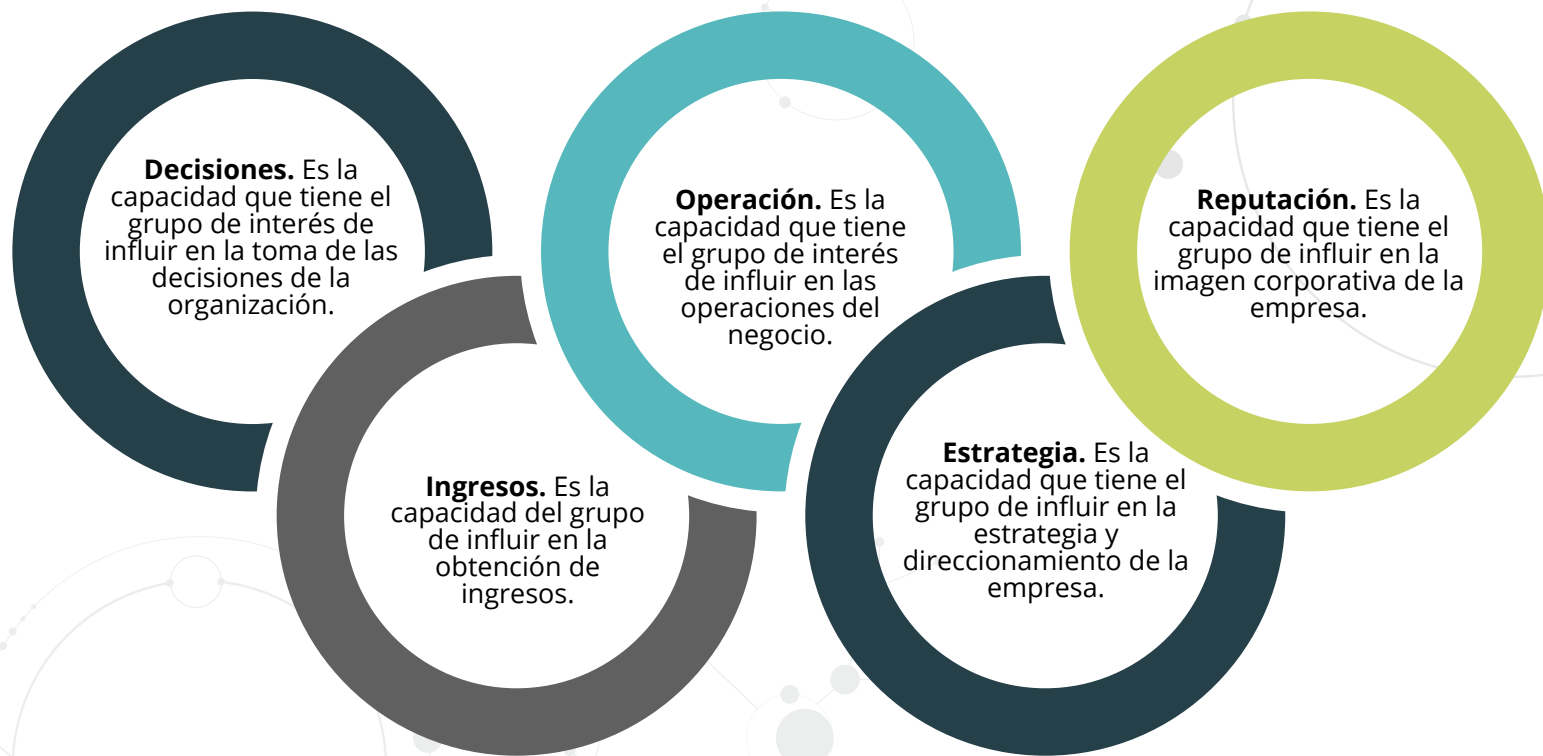 Decisiones. Es la
capacidad que tiene el
grupo de interés de
influir en la toma de las
decisiones de la
organización.
Ingresos. Es la
capacidad del grupo
de influir en la
obtención de
ingresos.
Operación. Es la
capacidad que tiene
el grupo de interés
de influir en las
operaciones del
negocio.
Estrategia. Es la
capacidad que tiene el
grupo de influir en la
estrategia y
direccionamiento de la
empresa.
Reputación. Es la
capacidad que tiene el
grupo de influir en la
imagen corporativa de la
empresa.